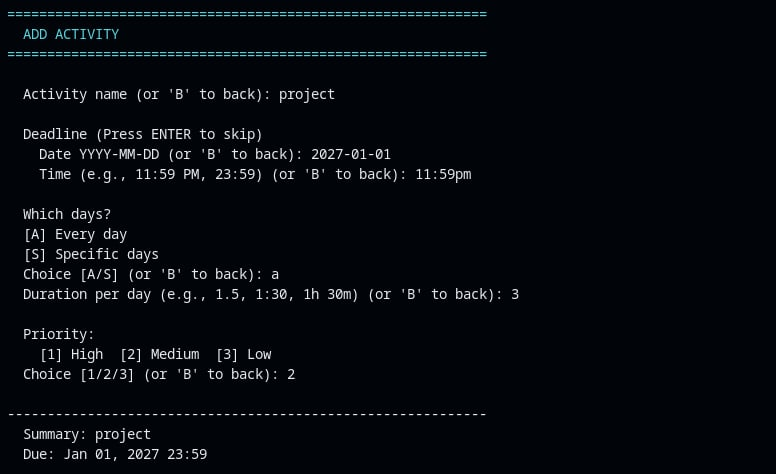 ============================================================
ADD ACTIVITY
============================================================
Activity name (or 'B' to back): project
Deadline (Press ENTER to skip)
Date YYYY-MM-DD (or 'B' to back): 2027-01-01
Time (e.g., 11:59 PM, 23:59) (or 'B' to back): 11:59pm
Which days?
[A] Every day
[S] Specific days
Choice [A/S] (or 'B' to back): a
Duration per day (e.g., 1.5, 1:30, 1h 30m) (or 'B' to back): 3
Priority:
[1] High  [2] Medium  [3] Low
Choice [1/2/3] (or 'B' to back): 2
------------------------------------------------------------
Summary: project
Due: Jan 01, 2027 23:59